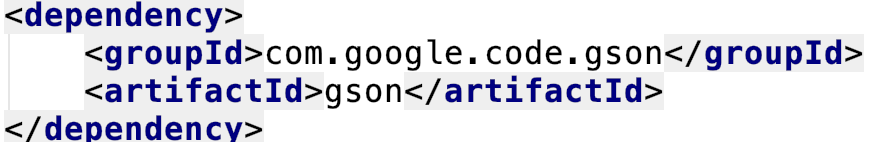 <dependency>
    <groupId>com.google.code.gson</groupId>
    <artifactId>gson</artifactId>
</dependency>